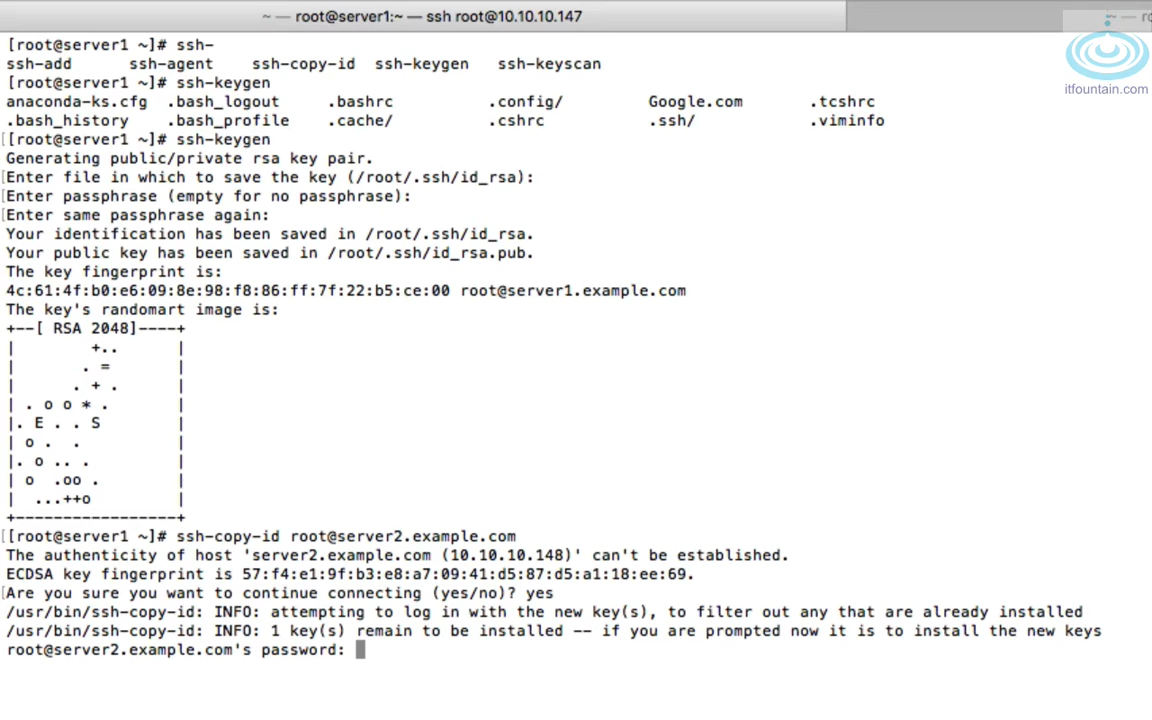 ~ — root@server1:~ — ssh root@10.10.10.147
~ — ro
itfountain.com
[root@server1 ~]# ssh-
ssh-add      ssh-agent    ssh-copy-id  ssh-keygen   ssh-keyscan
[root@server1 ~]# ssh-keygen
anaconda-ks.cfg  .bash_logout     .bashrc          .config/         Google.com       .tcshrc
.bash_history    .bash_profile    .cache/          .cshrc           .ssh/            .viminfo
[[root@server1 ~]# ssh-keygen
Generating public/private rsa key pair.
[Enter file in which to save the key (/root/.ssh/id_rsa):
[Enter passphrase (empty for no passphrase):
[Enter same passphrase again:
Your identification has been saved in /root/.ssh/id_rsa.
Your public key has been saved in /root/.ssh/id_rsa.pub.
The key fingerprint is:
4c:61:4f:b0:e6:09:8e:98:f8:86:ff:7f:22:b5:ce:00 root@server1.example.com
The key's randomart image is:
+--[ RSA 2048]----+
|        +..      |
|       . =       |
|      . + .      |
| . o o * .       |
|. E . . S        |
| o .  .          |
|. o .. .         |
| o  .oo .        |
|  ...++o         |
+-----------------+
[[root@server1 ~]# ssh-copy-id root@server2.example.com
The authenticity of host 'server2.example.com (10.10.10.148)' can't be established.
ECDSA key fingerprint is 57:f4:e1:9f:b3:e8:a7:09:41:d5:87:d5:a1:18:ee:69.
[Are you sure you want to continue connecting (yes/no)? yes
/usr/bin/ssh-copy-id: INFO: attempting to log in with the new key(s), to filter out any that are already installed
/usr/bin/ssh-copy-id: INFO: 1 key(s) remain to be installed -- if you are prompted now it is to install the new keys
root@server2.example.com's password: